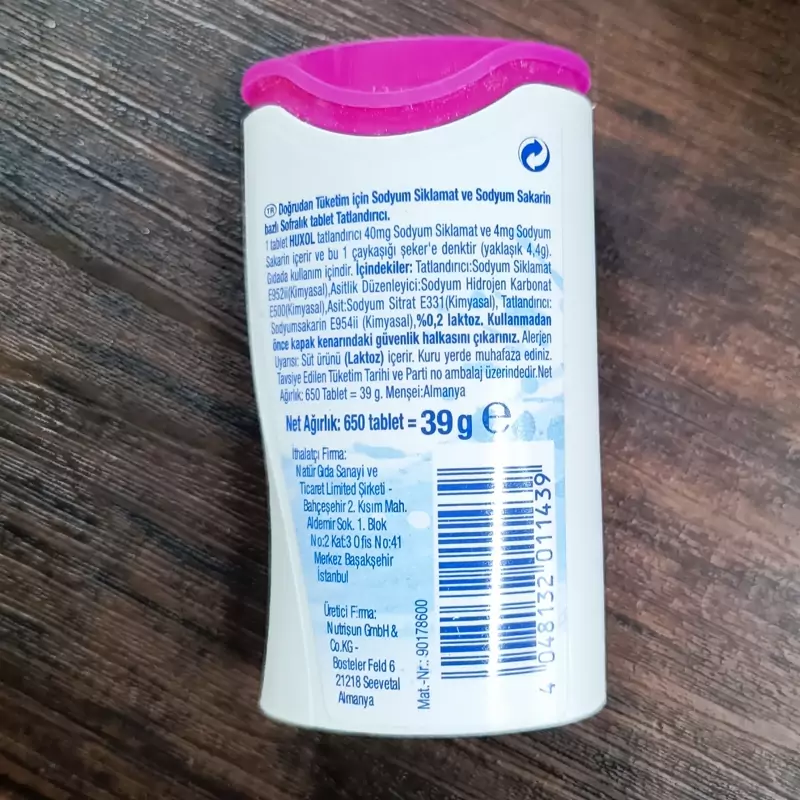 TR Doğrudan Tüketim için Sodyum Siklamat ve Sodyum Sakarin
bazlı Sofralık tablet Tatlandırıcı.
1 tablet HUXOL tatlandırıcı 40mg Sodyum Siklamat ve 4mg Sodyum
Sakarin içerir ve bu 1 çaykaşığı şeker'e denktir (yaklaşık 4,4g).
Gıdada kullanım içindir. İçindekiler: Tatlandırıcı:Sodyum Siklamat
E952ii(Kimyasal),Asitlik Düzenleyici:Sodyum Hidrojen Karbonat
E500(Kimyasal),Asit:Sodyum Sitrat E331(Kimyasal), Tatlandırıcı:
Sodyumsakarin E954ii (Kimyasal),%0,2 laktoz. Kullanmadan
önce kapak kenarındaki güvenlik halkasını çıkarınız. Alerjen
Uyarısı: Süt ürünü (Laktoz) içerir. Kuru yerde muhafaza ediniz.
Tavsiye Edilen Tüketim Tarihi ve Parti no ambalaj üzerindedir.Net
Ağırlık: 650 Tablet = 39 g. Menşei:Almanya
Net Ağırlık: 650 tablet = 39 g e
İthalatçı Firma:
Natür Gıda Sanayi ve
Ticaret Limited Şirketi -
Bahçeşehir 2. Kısım Mah.
Aldemir Sok. 1. Blok
No:2 Kat:3 Ofis No:41
Merkez Başakşehir
İstanbul
Üretici Firma:
Nutrisun GmbH &
Co.KG -
Bosteler Feld 6
21218 Seevetal
Almanya
Mat.-Nr.: 90178600
4 048132 011439